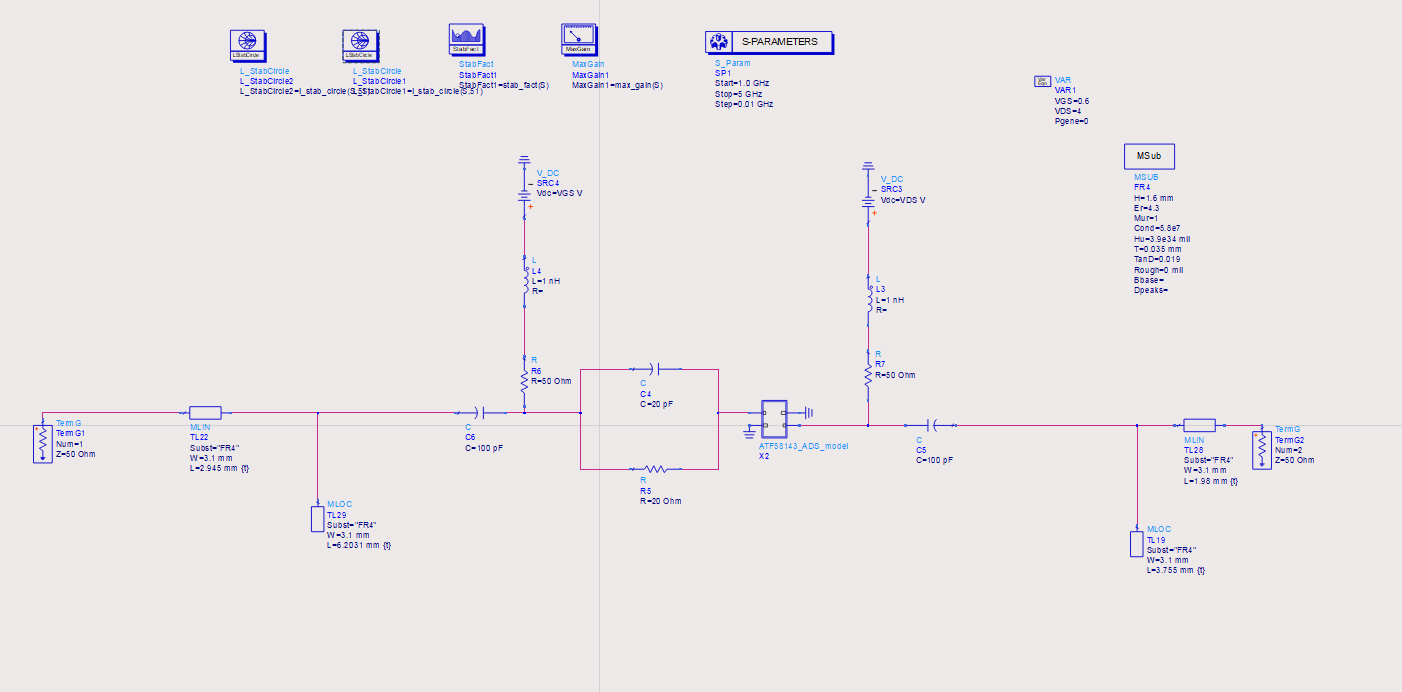 LStabCircle
L_StabCircle
L_StabCircle2
L_StabCircle2=l_stab_circle(S,51)
LStabCircle
L_StabCircle
L_StabCircle1
L_StabCircle1=l_stab_circle(S,51)
StabFact
StabFact
StabFact1
StabFact1=stab_fact(S)
MaxGain
MaxGain
MaxGain1
MaxGain1=max_gain(S)
S-PARAMETERS
S_Param
SP1
Start=1.0 GHz
Stop=5 GHz
Step=0.01 GHz
VAR
VAR1
VGS=0.6
VDS=4
Pgene=0
MSub
MSUB
FR4
H=1.6 mm
Er=4.3
Mur=1
Cond=5.8e7
Hu=3.9e34 mil
T=0.035 mm
TanD=0.019
Rough=0 mil
Bbase=
Dpeaks=
V_DC
SRC4
Vdc=VGS V
V_DC
SRC3
Vdc=VDS V
L
L4
L=1 nH
R=
L
L3
L=1 nH
R=
R
R6
R=50 Ohm
R
R7
R=50 Ohm
C
C4
C=20 pF
TermG
TermG1
Num=1
Z=50 Ohm
MLIN
TL22
Subst="FR4"
W=3.1 mm
L=2.945 mm {t}
C
C6
C=100 pF
ATF58143_ADS_model
X2
C
C5
C=100 pF
MLIN
TL28
Subst="FR4"
W=3.1 mm
L=1.98 mm {t}
TermG
TermG2
Num=2
Z=50 Ohm
R
R5
R=20 Ohm
MLOC
TL29
Subst="FR4"
W=3.1 mm
L=6.2031 mm {t}
MLOC
TL19
Subst="FR4"
W=3.1 mm
L=3.755 mm {t}